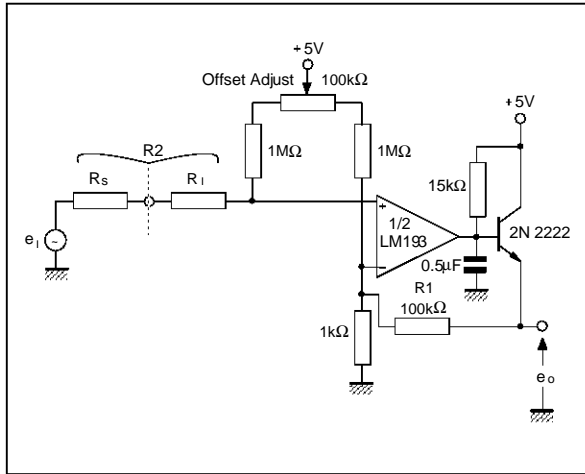 +5V
Offset Adjust 100kΩ
+5V
1MΩ 1MΩ
R2
15kΩ
Rs RI
1/2
LM193
2N 2222
eI ~
+
−
0.5µF
R1
100kΩ
1kΩ
eo